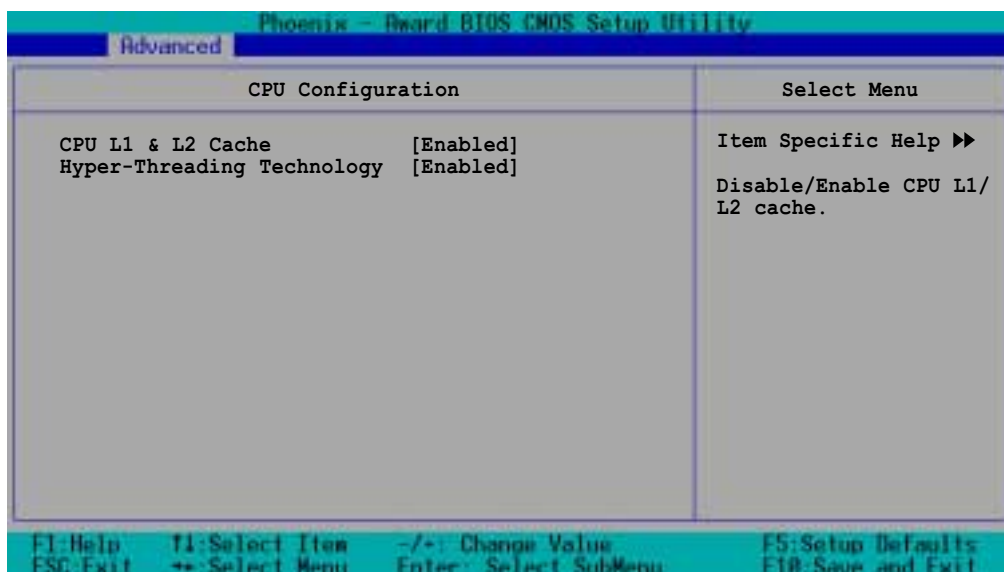 Phoenix - Award BIOS CMOS Setup Utility
Advanced
CPU Configuration
Select Menu
CPU L1 & L2 Cache [Enabled]
Hyper-Threading Technology [Enabled]
Item Specific Help ▶▶
Disable/Enable CPU L1/
L2 cache.
F1:Help ↑↓:Select Item -/+: Change Value F5:Setup Defaults
ESC:Exit ←→:Select Menu Enter: Select SubMenu F10:Save and Exit